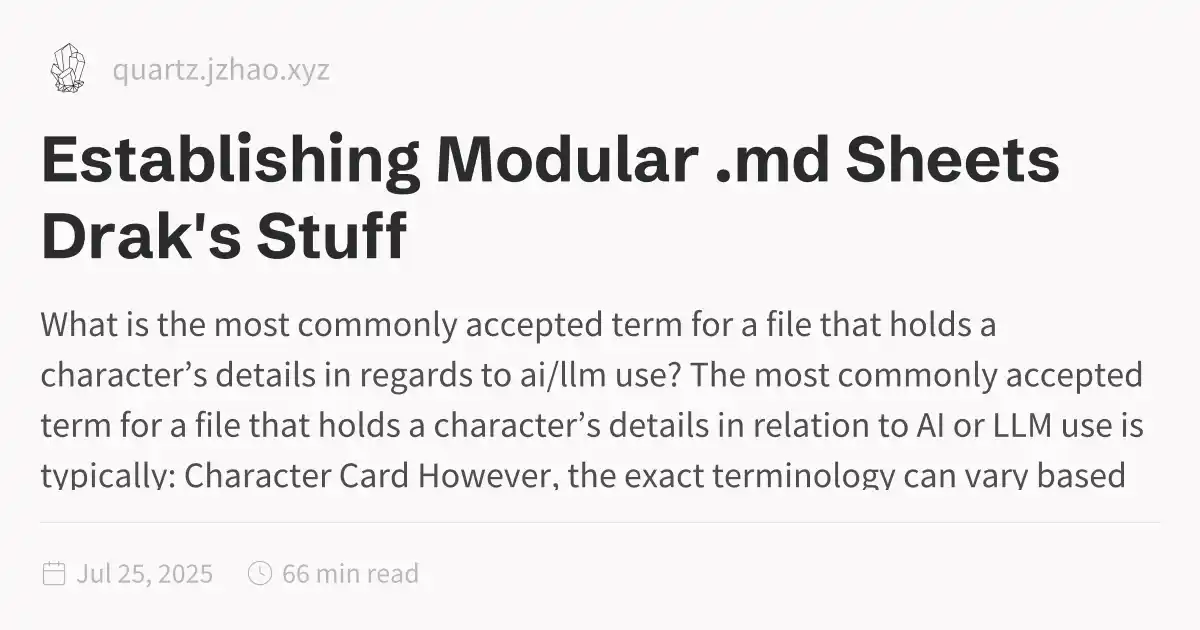 quartz.jzhao.xyz
Establishing Modular .md Sheets
Drak's Stuff
What is the most commonly accepted term for a file that holds a
character’s details in regards to ai/llm use? The most commonly accepted
term for a file that holds a character’s details in relation to AI or LLM use is
typically: Character Card However, the exact terminology can vary based
Jul 25, 2025 66 min read